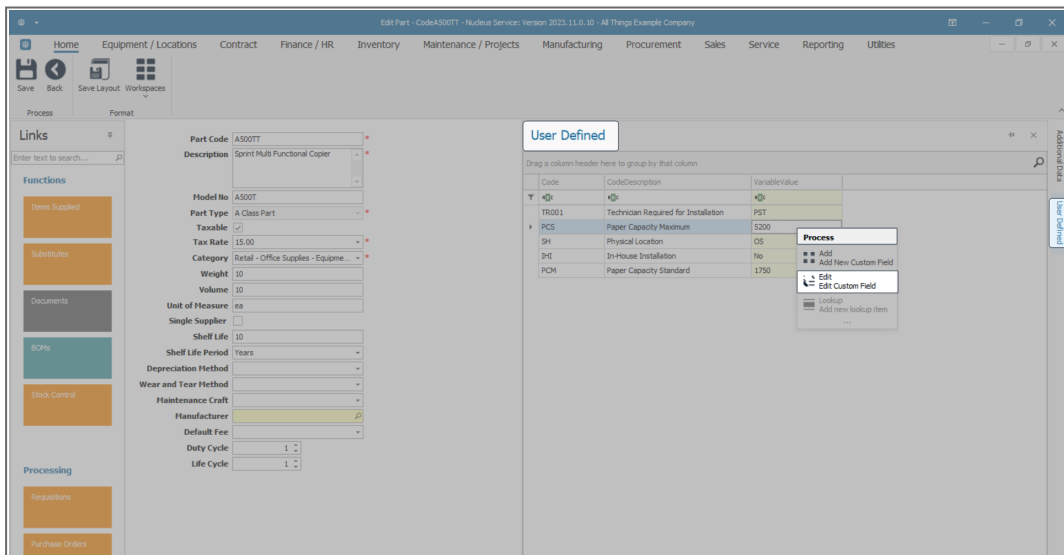 Edit Part - CodeA500TT - Nucleus Service: Version 2023.11.0.10 - All Things Example Company
Home Equipment / Locations Contract Finance / HR Inventory Maintenance / Projects Manufacturing Procurement Sales Service Reporting Utilities
Save Back Save Layout Workspaces
Process Format
Links
Enter text to search...
Functions
Items Supplied
Substitutes
Documents
BOMs
Stock Control
Processing
Requisitions
Purchase Orders
Part Code A500TT *
Description Sprint Multi Functional Copier *
Model No A500T
Part Type A Class Part *
Taxable
Tax Rate 15.00 *
Category Retail - Office Supplies - Equipme... *
Weight 10
Volume 10
Unit of Measure ea
Single Supplier
Shelf Life 10
Shelf Life Period Years
Depreciation Method
Wear and Tear Method
Maintenance Craft
Manufacturer
Default Fee
Duty Cycle 1
Life Cycle 1
User Defined
Drag a column header here to group by that column
Code CodeDescription VariableValue
TR001 Technician Required for Installation PST
PCS Paper Capacity Maximum 5200
SH Physical Location OS
IHI In-House Installation No
PCM Paper Capacity Standard 1750
Process
Add
Add New Custom Field
Edit
Edit Custom Field
Lookup
Add new lookup item
...
Additional Data
User Defined